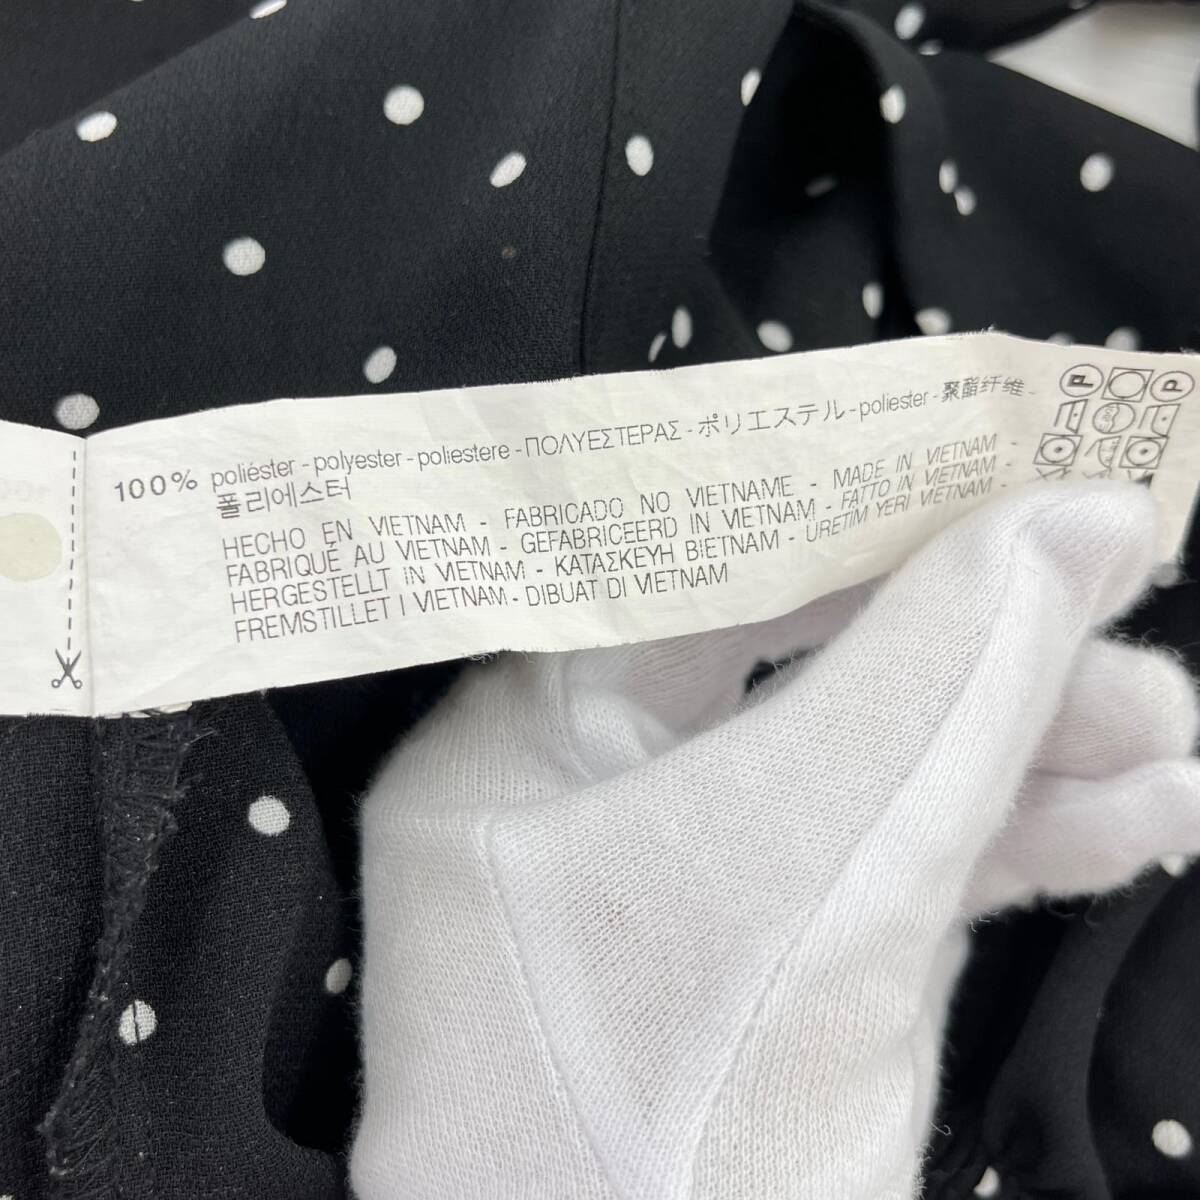 100% poliéster - polyester - poliestere - ΠΟΛΥΕΣΤΕΡΑΣ - ポリエステル - poliester - 聚酯纤维 -
폴리에스터
HECHO EN VIETNAM - FABRICADO NO VIETNAME - MADE IN VIETNAM -
FABRIQUÉ AU VIETNAM - GEFABRICEERD IN VIETNAM - FATTO IN VIETNAM -
HERGESTELLT IN VIETNAM - ΚΑΤΑΣΚΕΥΗ ΒΙΕΤΝΑΜ - URETIM YERI VIETNAM -
FREMSTILLET I VIETNAM - DIBUAT DI VIETNAM